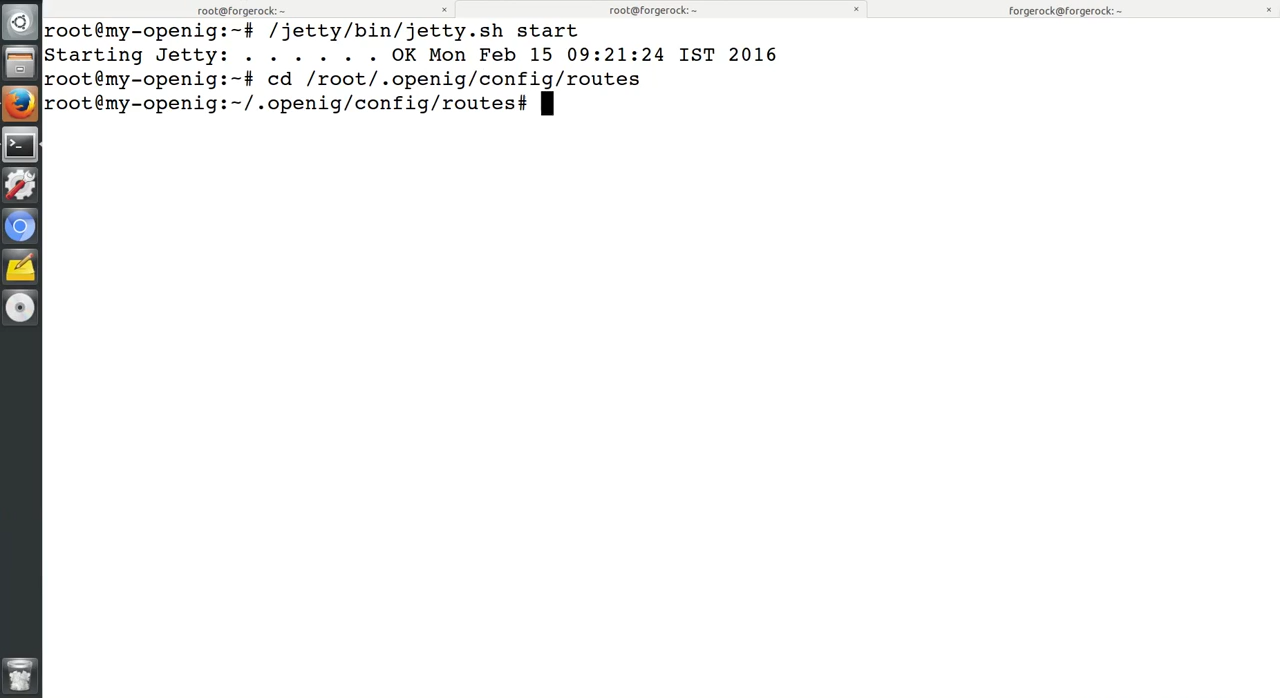 root@forgerock: ~ × root@forgerock: ~ × forgerock@forgerock: ~ ×
root@my-openig:~# /jetty/bin/jetty.sh start
Starting Jetty: . . . . . . OK Mon Feb 15 09:21:24 IST 2016
root@my-openig:~# cd /root/.openig/config/routes
root@my-openig:~/.openig/config/routes#